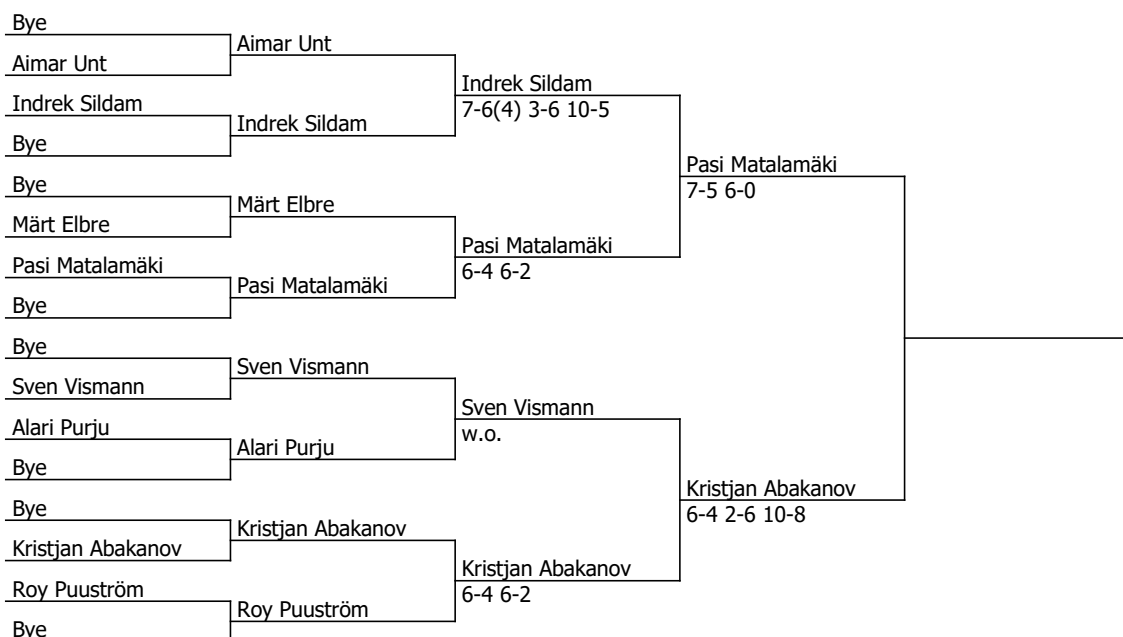 Bye
Aimar Unt
Indrek Sildam
Bye
Bye
Märt Elbre
Pasi Matalamäki
Bye
Bye
Sven Vismann
Alari Purju
Bye
Bye
Kristjan Abakanov
Roy Puuström
Bye
Aimar Unt
Indrek Sildam
Märt Elbre
Pasi Matalamäki
Sven Vismann
Alari Purju
Kristjan Abakanov
Roy Puuström
Indrek Sildam
7-6(4) 3-6 10-5
Pasi Matalamäki
6-4 6-2
Sven Vismann
w.o.
Kristjan Abakanov
6-4 6-2
Pasi Matalamäki
7-5 6-0
Kristjan Abakanov
6-4 2-6 10-8